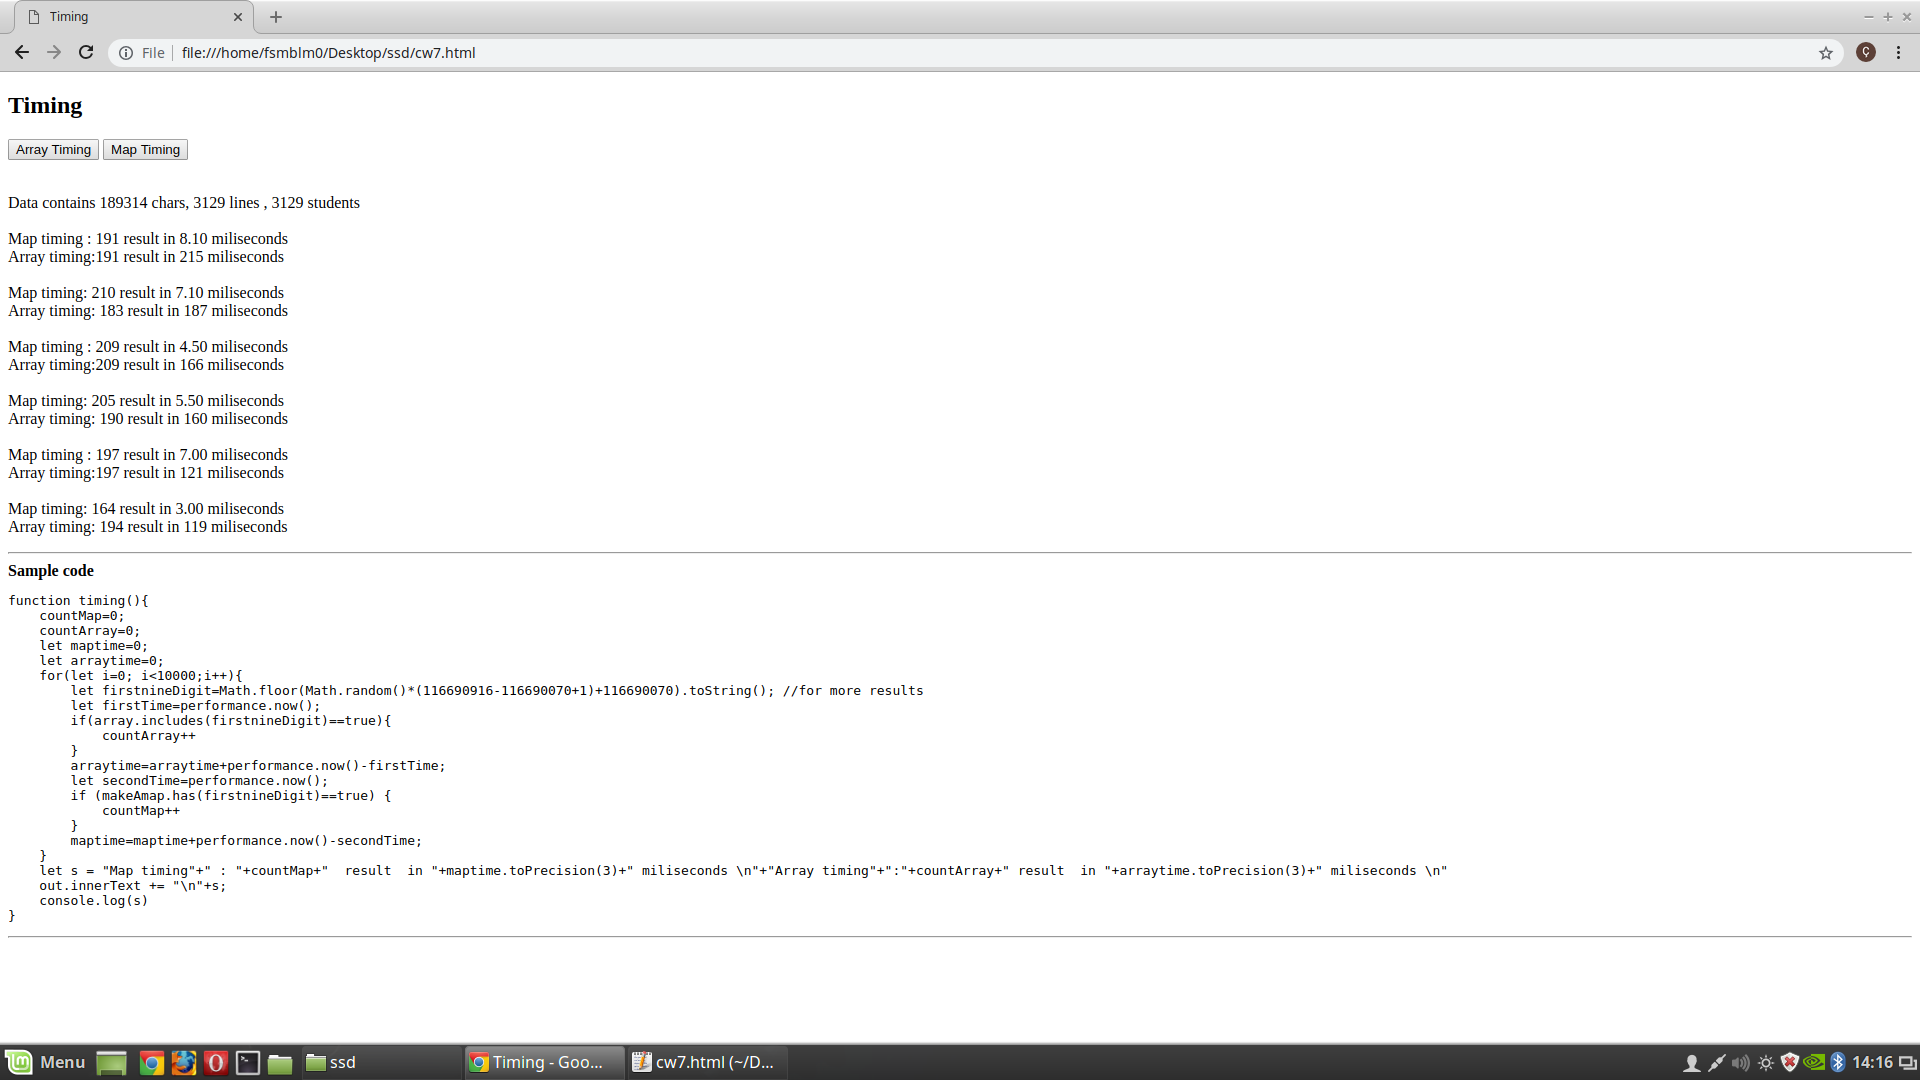 Timing
File
file:///home/fsmblm0/Desktop/ssd/cw7.html
Ç
Timing
Array Timing Map Timing
Data contains 189314 chars, 3129 lines , 3129 students
Map timing : 191 result in 8.10 miliseconds
Array timing:191 result in 215 miliseconds
Map timing: 210 result in 7.10 miliseconds
Array timing: 183 result in 187 miliseconds
Map timing : 209 result in 4.50 miliseconds
Array timing:209 result in 166 miliseconds
Map timing: 205 result in 5.50 miliseconds
Array timing: 190 result in 160 miliseconds
Map timing : 197 result in 7.00 miliseconds
Array timing:197 result in 121 miliseconds
Map timing: 164 result in 3.00 miliseconds
Array timing: 194 result in 119 miliseconds
Sample code
function timing(){
    countMap=0;
    countArray=0;
    let maptime=0;
    let arraytime=0;
    for(let i=0; i<10000;i++){
        let firstnineDigit=Math.floor(Math.random()*(116690916-116690070+1)+116690070).toString(); //for more results
        let firstTime=performance.now();
        if(array.includes(firstnineDigit)==true){
            countArray++
        }
        arraytime=arraytime+performance.now()-firstTime;
        let secondTime=performance.now();
        if (makeAmap.has(firstnineDigit)==true) {
            countMap++
        }
        maptime=maptime+performance.now()-secondTime;
    }
    let s = "Map timing"+" : "+countMap+"  result  in "+maptime.toPrecision(3)+" miliseconds \n"+"Array timing"+":"+countArray+" result  in "+arraytime.toPrecision(3)+" miliseconds \n"
    out.innerText += "\n"+s;
    console.log(s)
}
Menu
ssd
Timing - Goo...
cw7.html (~/D...
14:16